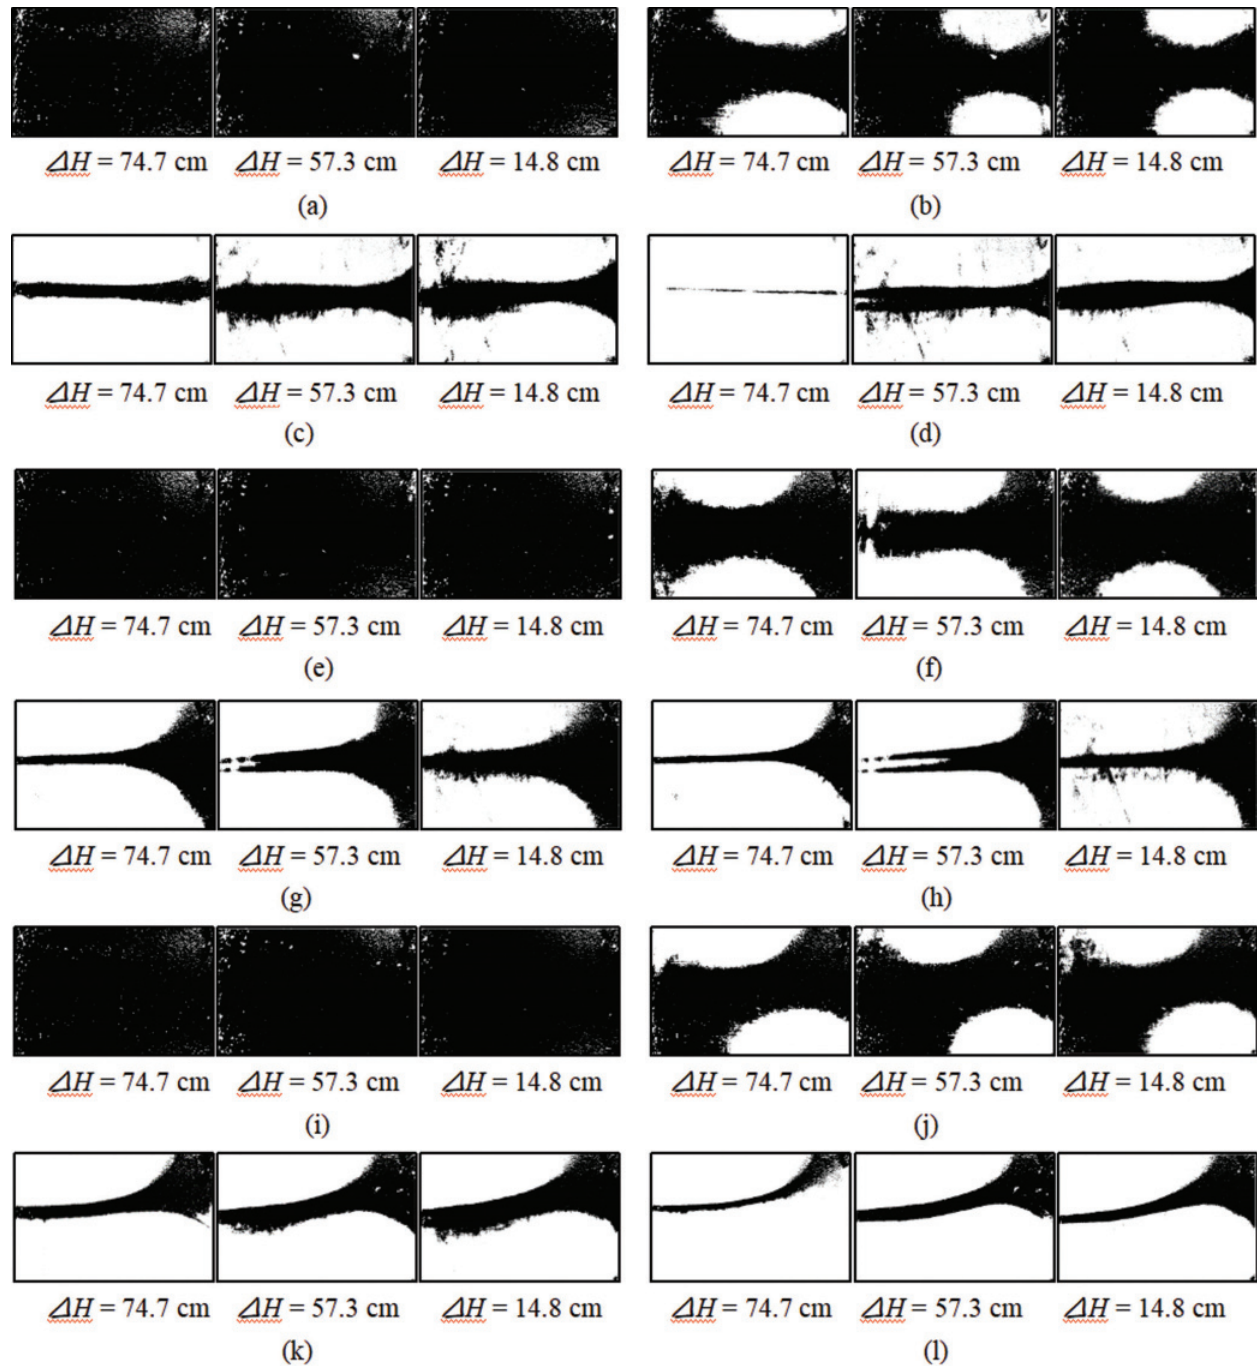 ΔH = 74.7 cm ΔH = 57.3 cm ΔH = 14.8 cm
(a)
ΔH = 74.7 cm ΔH = 57.3 cm ΔH = 14.8 cm
(b)
ΔH = 74.7 cm ΔH = 57.3 cm ΔH = 14.8 cm
(c)
ΔH = 74.7 cm ΔH = 57.3 cm ΔH = 14.8 cm
(d)
ΔH = 74.7 cm ΔH = 57.3 cm ΔH = 14.8 cm
(e)
ΔH = 74.7 cm ΔH = 57.3 cm ΔH = 14.8 cm
(f)
ΔH = 74.7 cm ΔH = 57.3 cm ΔH = 14.8 cm
(g)
ΔH = 74.7 cm ΔH = 57.3 cm ΔH = 14.8 cm
(h)
ΔH = 74.7 cm ΔH = 57.3 cm ΔH = 14.8 cm
(i)
ΔH = 74.7 cm ΔH = 57.3 cm ΔH = 14.8 cm
(j)
ΔH = 74.7 cm ΔH = 57.3 cm ΔH = 14.8 cm
(k)
ΔH = 74.7 cm ΔH = 57.3 cm ΔH = 14.8 cm
(l)